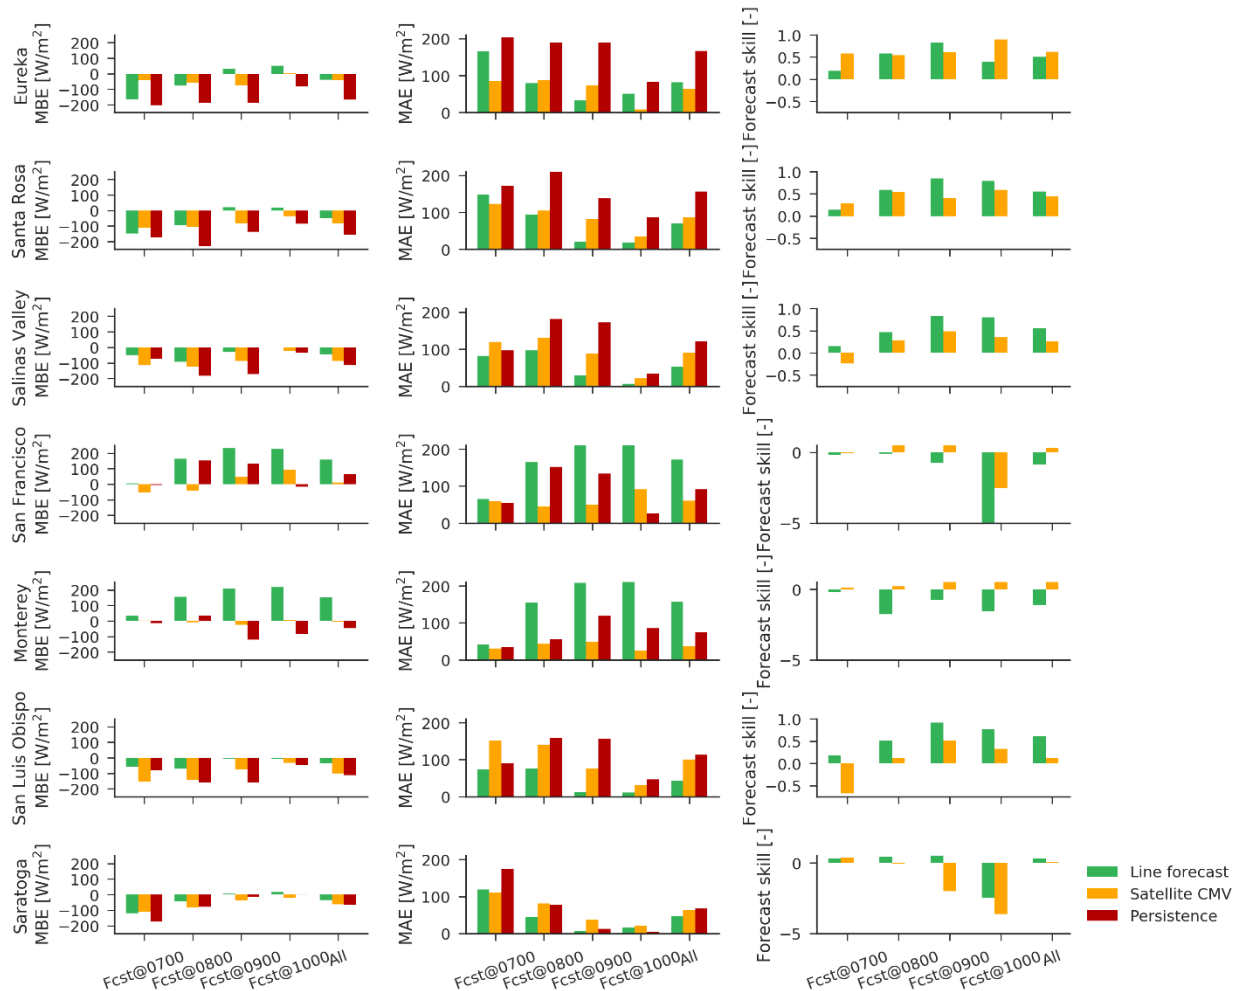 Eureka
MBE [W/m²]
200
100
0
−100
−200
MAE [W/m²]
200
100
0
Forecast skill [-]
1.0
0.5
0.0
−0.5
Santa Rosa
MBE [W/m²]
200
100
0
−100
−200
MAE [W/m²]
200
100
0
Forecast skill [-]
1.0
0.5
0.0
−0.5
Salinas Valley
MBE [W/m²]
200
100
0
−100
−200
MAE [W/m²]
200
100
0
Forecast skill [-]
1.0
0.5
0.0
−0.5
San Francisco
MBE [W/m²]
200
100
0
−100
−200
MAE [W/m²]
200
100
0
Forecast skill [-]
0
−5
Monterey
MBE [W/m²]
200
100
0
−100
−200
MAE [W/m²]
200
100
0
Forecast skill [-]
0
−5
San Luis Obispo
MBE [W/m²]
200
100
0
−100
−200
MAE [W/m²]
200
100
0
Forecast skill [-]
1.0
0.5
0.0
−0.5
Saratoga
MBE [W/m²]
200
100
0
−100
−200
MAE [W/m²]
200
100
0
Forecast skill [-]
0
−5
Line forecast
Satellite CMV
Persistence
Fcst@0700
Fcst@0800
Fcst@0900
Fcst@1000
All
Fcst@0700
Fcst@0800
Fcst@0900
Fcst@1000
All
Fcst@0700
Fcst@0800
Fcst@0900
Fcst@1000
All